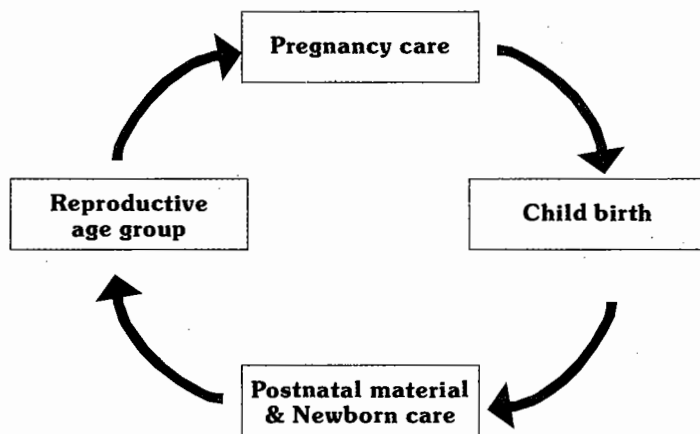 Pregnancy care
Reproductive
age group
Child birth
Postnatal material
& Newborn care